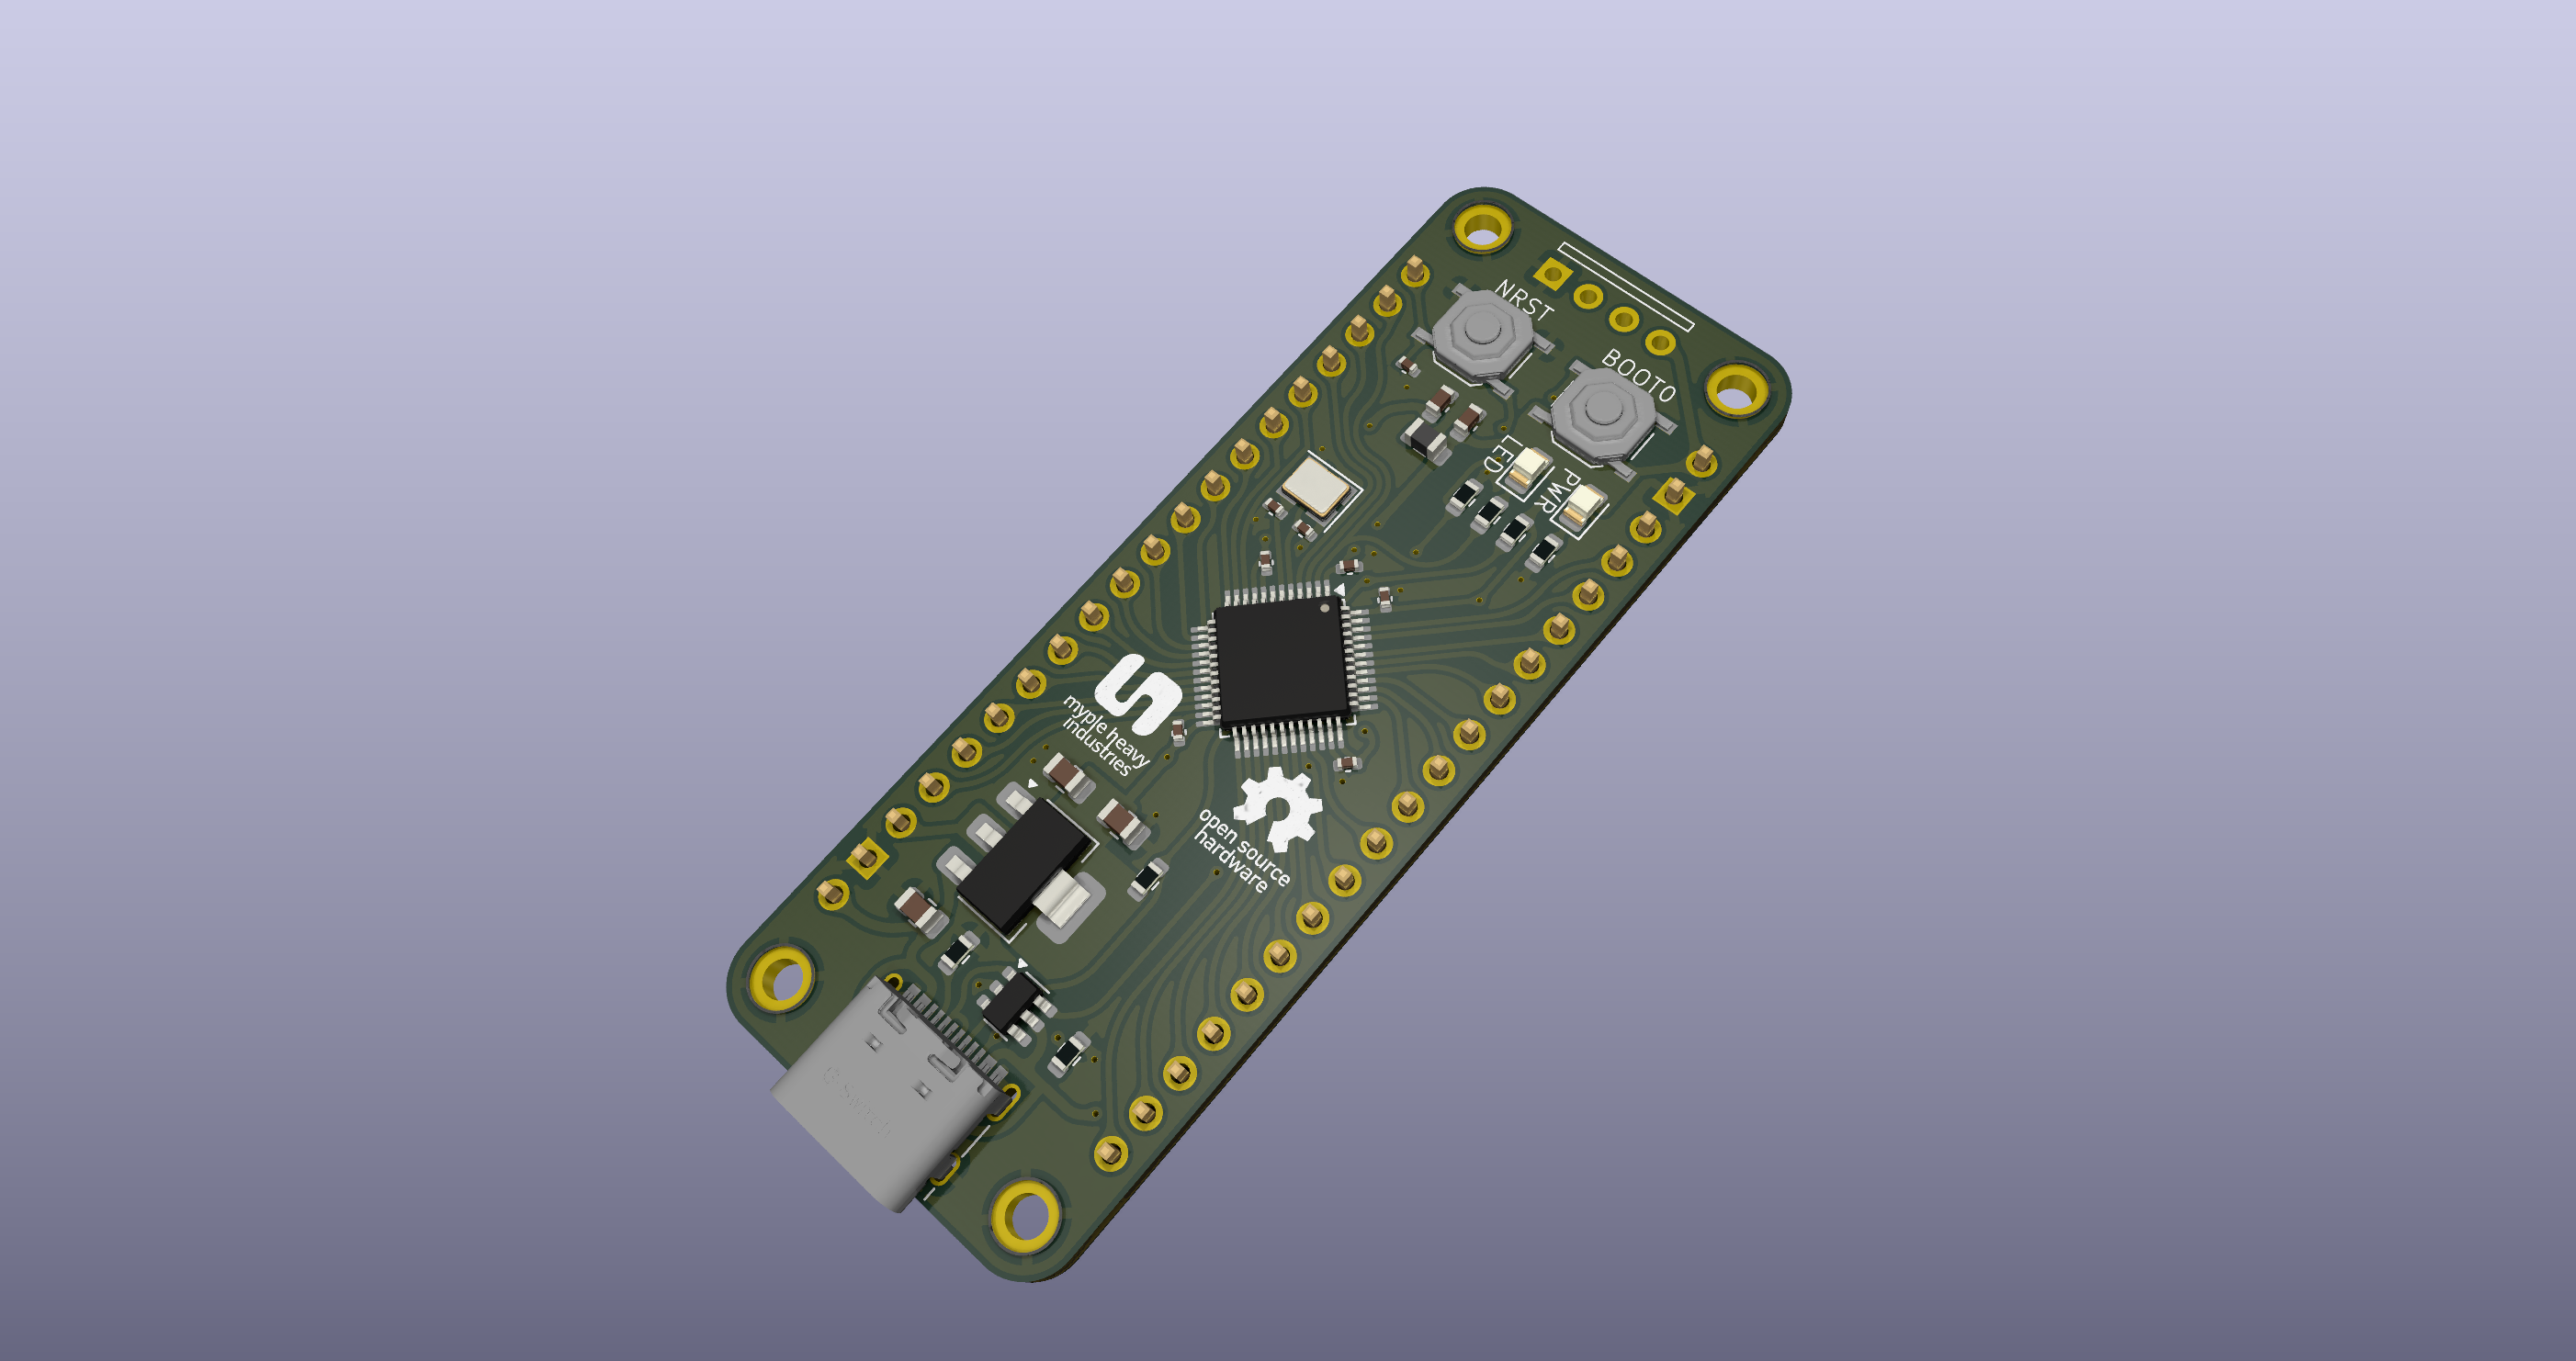 NRST
BOOT0
LED
PWR
myple heavy
industries
open source
hardware